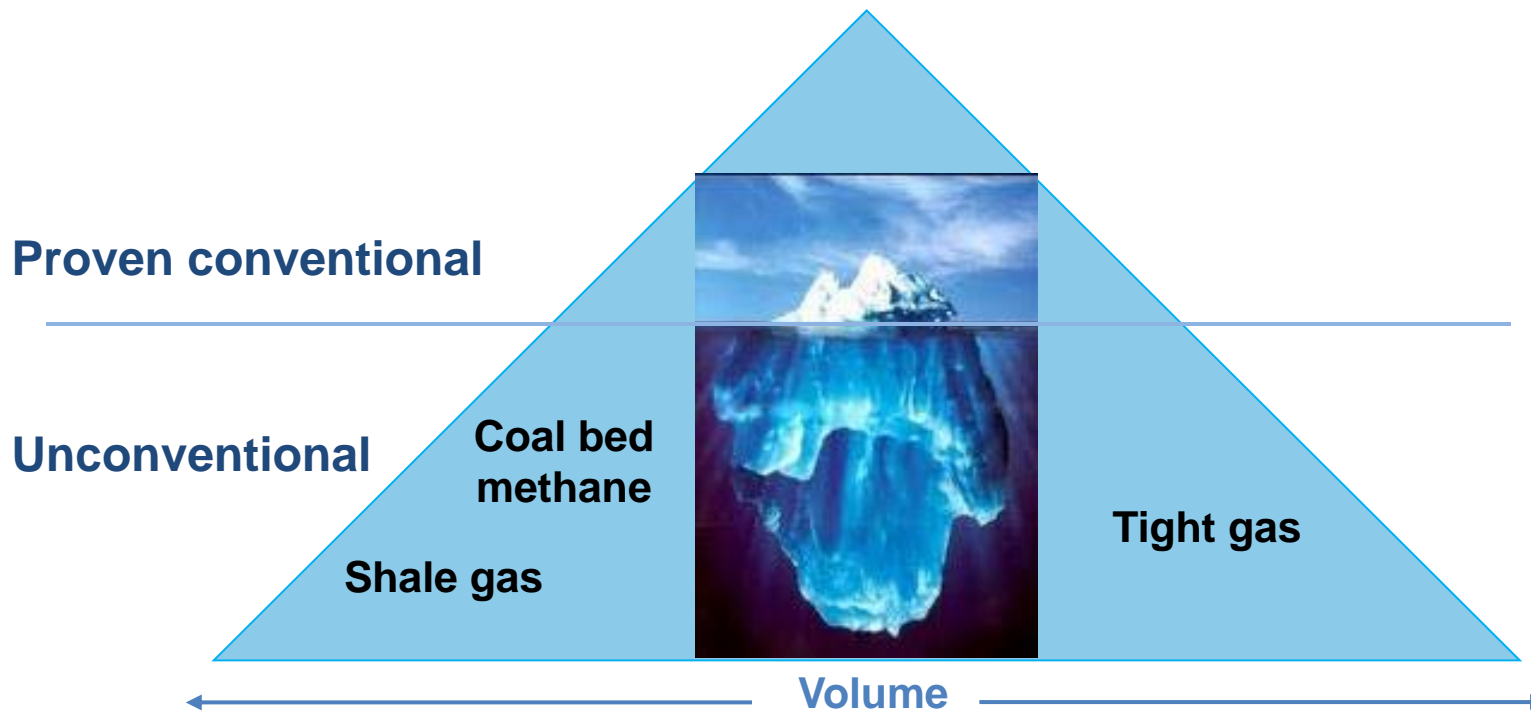 Proven conventional
Unconventional
Coal bed
methane
Shale gas
Tight gas
Volume